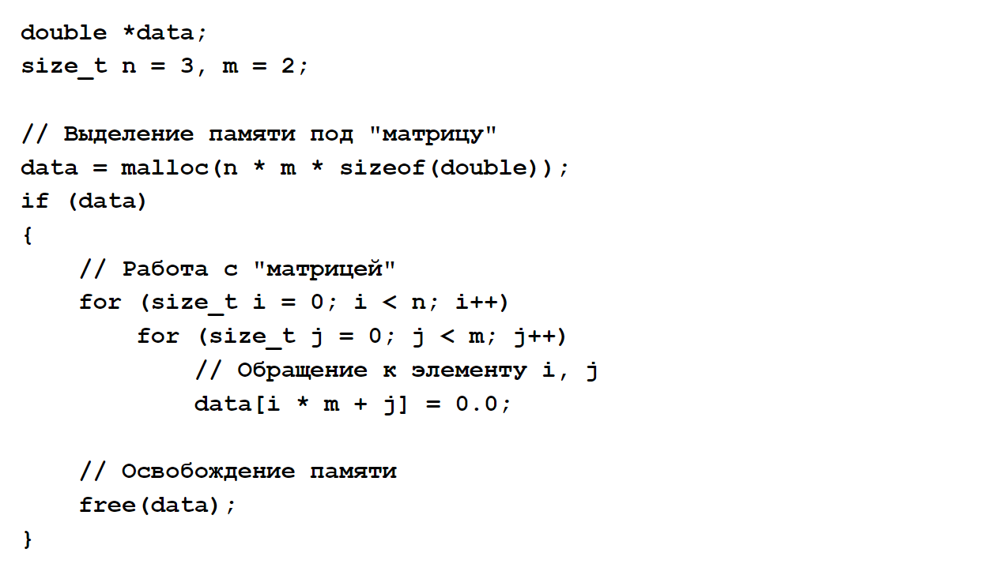 double *data;
size_t n = 3, m = 2;
// Выделение памяти под "матрицу"
data = malloc(n * m * sizeof(double));
if (data)
{
    // Работа с "матрицей"
    for (size_t i = 0; i < n; i++)
        for (size_t j = 0; j < m; j++)
            // Обращение к элементу i, j
            data[i * m + j] = 0.0;
    // Освобождение памяти
    free(data);
}